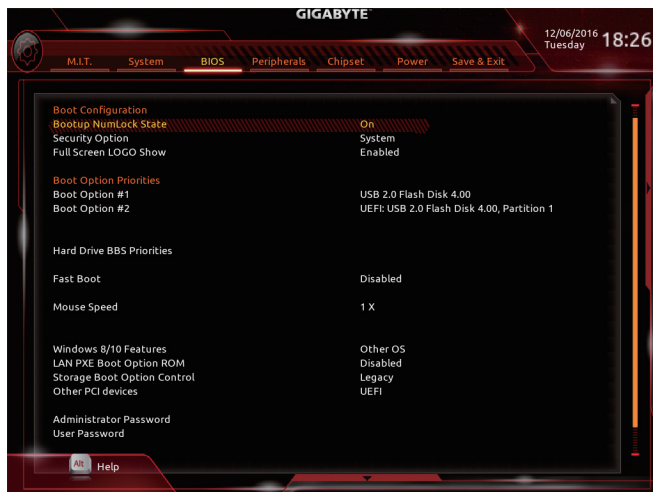 GIGABYTE™
12/06/2016 Tuesday 18:26
M.I.T. System BIOS Peripherals Chipset Power Save & Exit
Boot Configuration
Bootup NumLock State On
Security Option System
Full Screen LOGO Show Enabled
Boot Option Priorities
Boot Option #1 USB 2.0 Flash Disk 4.00
Boot Option #2 UEFI: USB 2.0 Flash Disk 4.00, Partition 1
Hard Drive BBS Priorities
Fast Boot Disabled
Mouse Speed 1 X
Windows 8/10 Features Other OS
LAN PXE Boot Option ROM Disabled
Storage Boot Option Control Legacy
Other PCI devices UEFI
Administrator Password
User Password
Alt Help